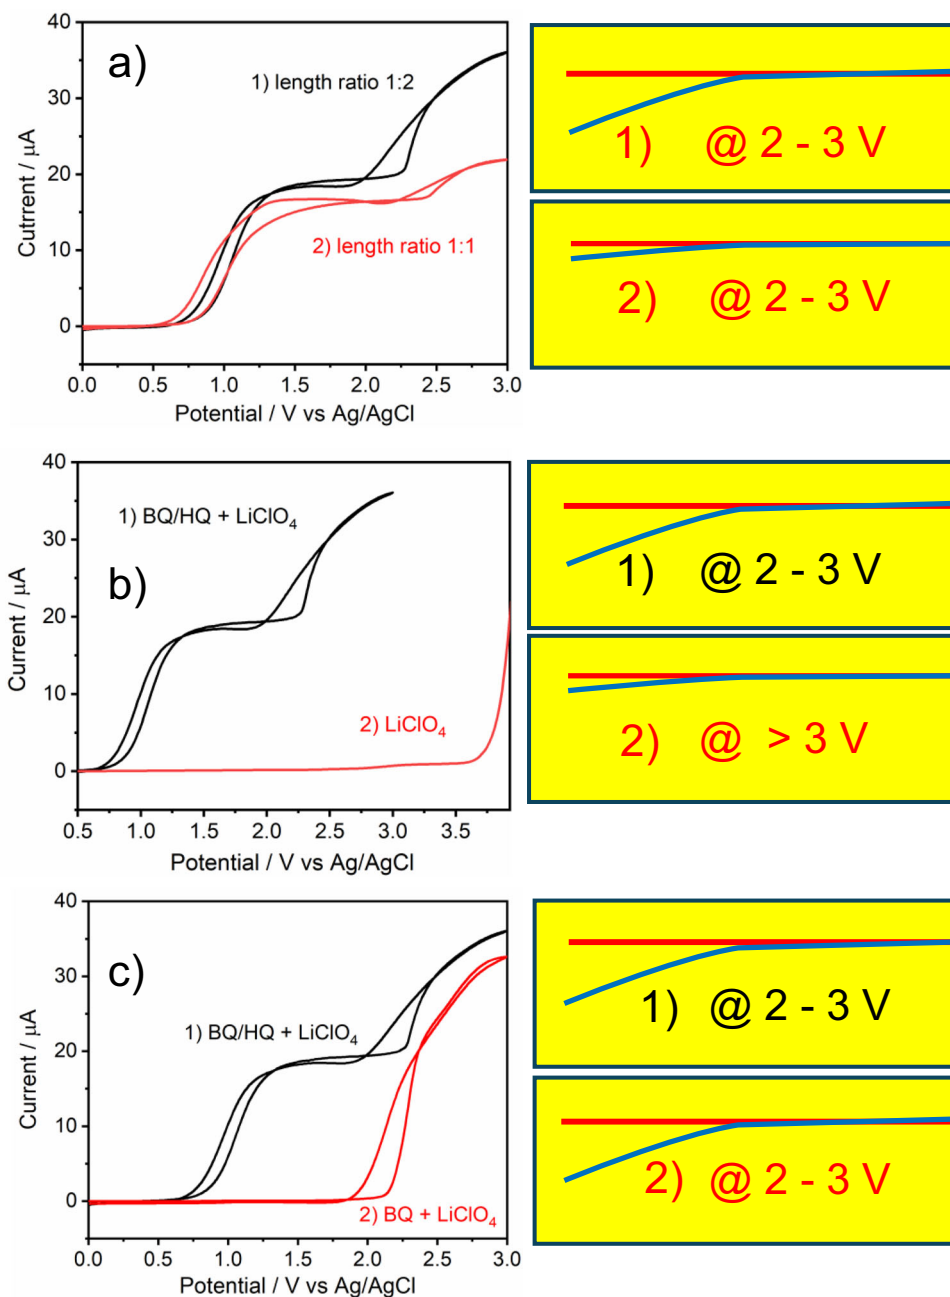 a)
1) length ratio 1:2
2) length ratio 1:1
Cutrrent / μA
40
30
20
10
0
0.0 0.5 1.0 1.5 2.0 2.5 3.0
Potential / V vs Ag/AgCl
1) @ 2 - 3 V
2) @ 2 - 3 V
b)
1) BQ/HQ + LiClO4
2) LiClO4
Current / μA
40
30
20
10
0
0.5 1.0 1.5 2.0 2.5 3.0 3.5
Potential / V vs Ag/AgCl
1) @ 2 - 3 V
2) @ > 3 V
c)
1) BQ/HQ + LiClO4
2) BQ + LiClO4
Current / μA
40
30
20
10
0
0.0 0.5 1.0 1.5 2.0 2.5 3.0
Potential / V vs Ag/AgCl
1) @ 2 - 3 V
2) @ 2 - 3 V